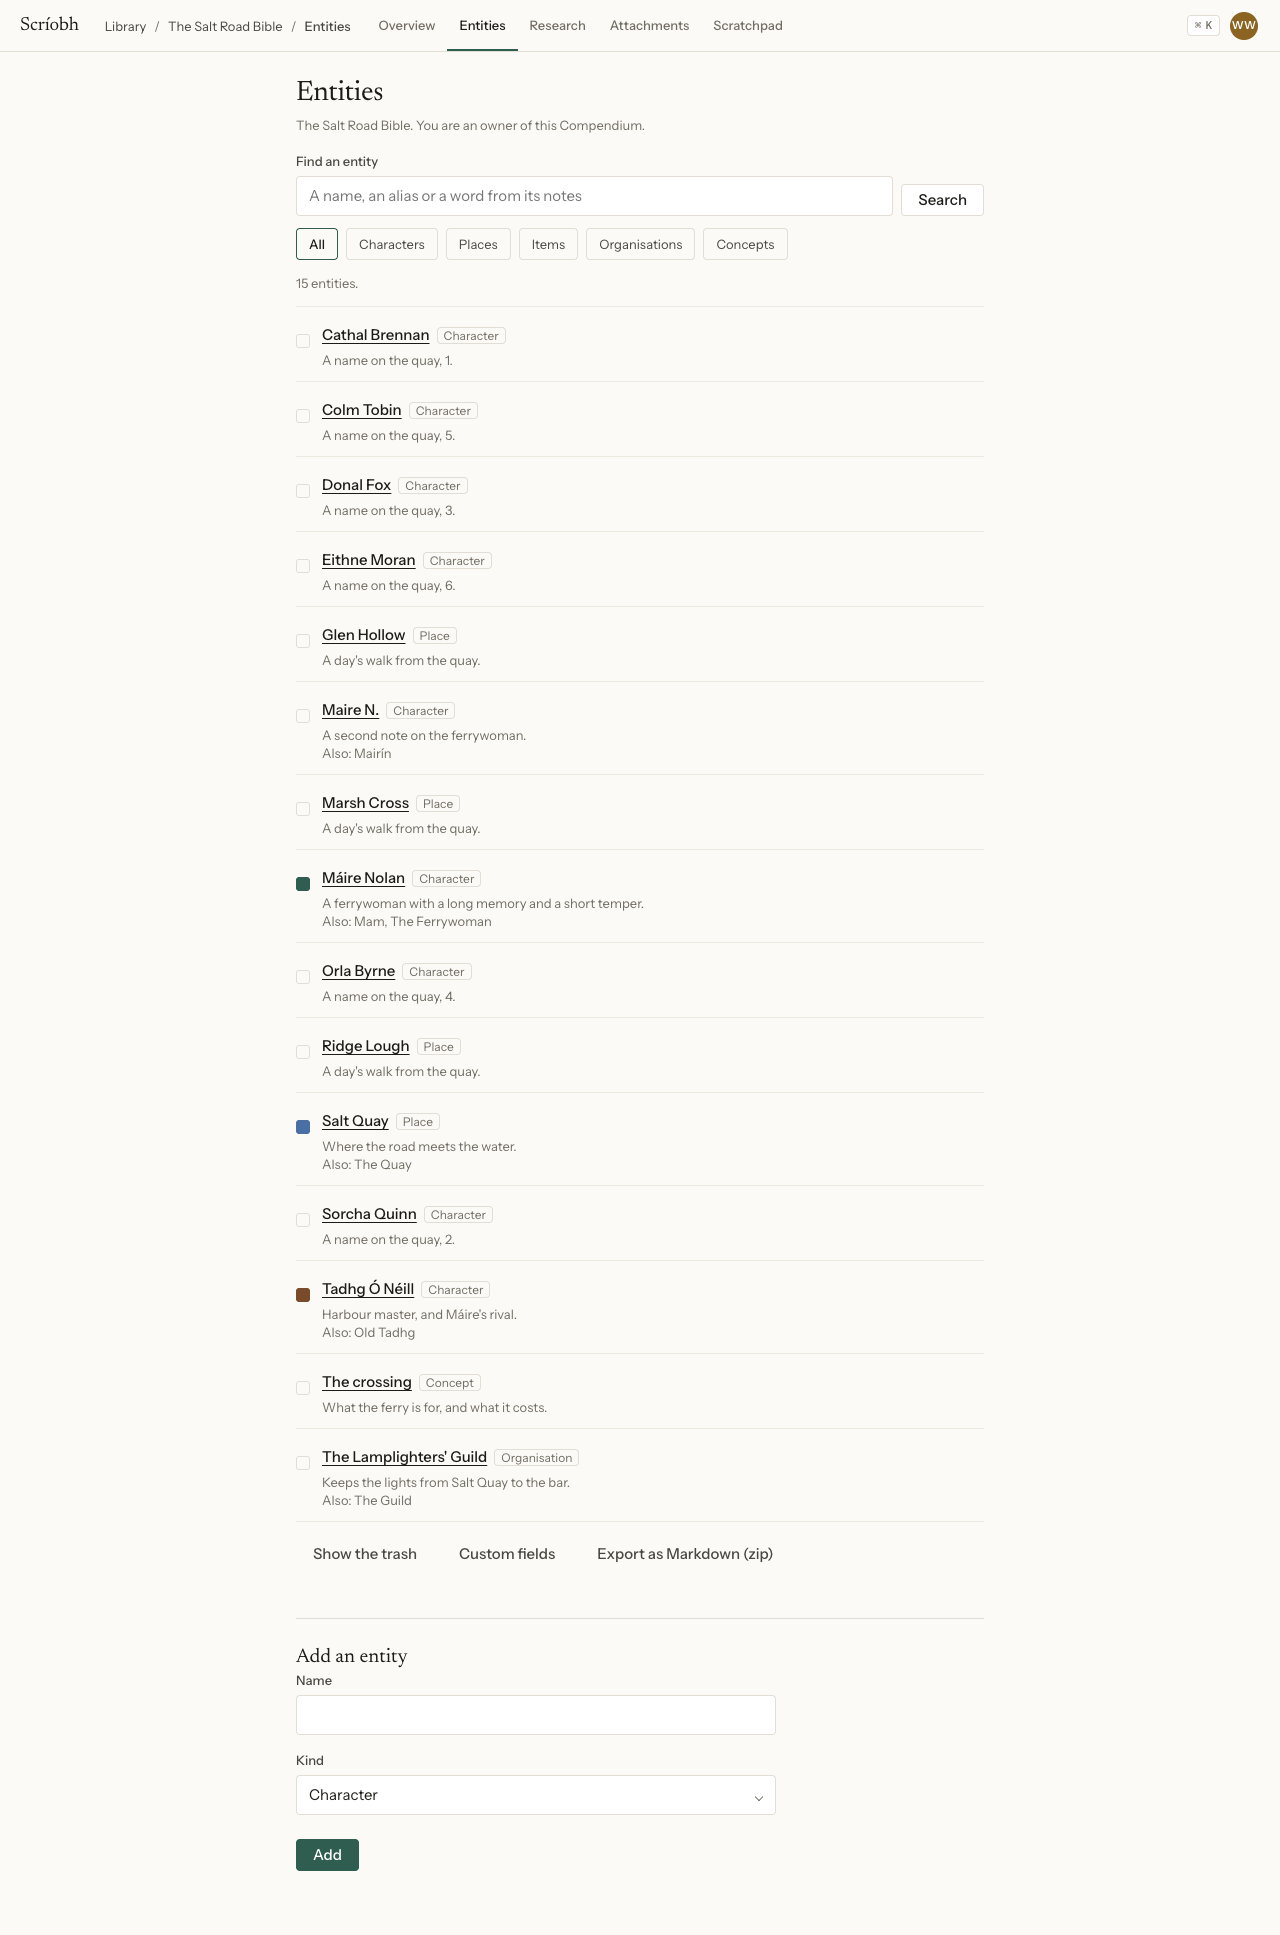 Scríobh Library / The Salt Road Bible / Entities Overview Entities Research Attachments Scratchpad ⌘ K WW
Entities
The Salt Road Bible. You are an owner of this Compendium.
Find an entity
A name, an alias or a word from its notes Search
All Characters Places Items Organisations Concepts
15 entities.
Cathal Brennan Character
A name on the quay, 1.
Colm Tobin Character
A name on the quay, 5.
Donal Fox Character
A name on the quay, 3.
Eithne Moran Character
A name on the quay, 6.
Glen Hollow Place
A day's walk from the quay.
Maire N. Character
A second note on the ferrywoman.
Also: Mairín
Marsh Cross Place
A day's walk from the quay.
Máire Nolan Character
A ferrywoman with a long memory and a short temper.
Also: Mam, The Ferrywoman
Orla Byrne Character
A name on the quay, 4.
Ridge Lough Place
A day's walk from the quay.
Salt Quay Place
Where the road meets the water.
Also: The Quay
Sorcha Quinn Character
A name on the quay, 2.
Tadhg Ó Néill Character
Harbour master, and Máire's rival.
Also: Old Tadhg
The crossing Concept
What the ferry is for, and what it costs.
The Lamplighters' Guild Organisation
Keeps the lights from Salt Quay to the bar.
Also: The Guild
Show the trash Custom fields Export as Markdown (zip)
Add an entity
Name
Kind
Character
Add